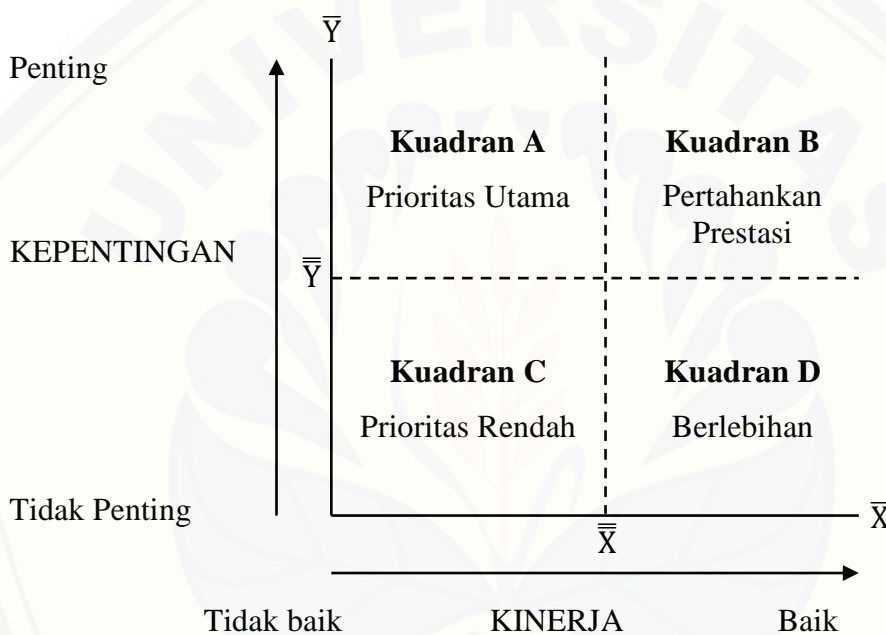 Y̅
Penting
Kuadran A
Kuadran B
Prioritas Utama
Pertahankan
Prestasi
KEPENTINGAN
Y̿
Kuadran C
Kuadran D
Prioritas Rendah
Berlebihan
Tidak Penting
X̅
X̿
Tidak baik
KINERJA
Baik
UNIVERSITAS